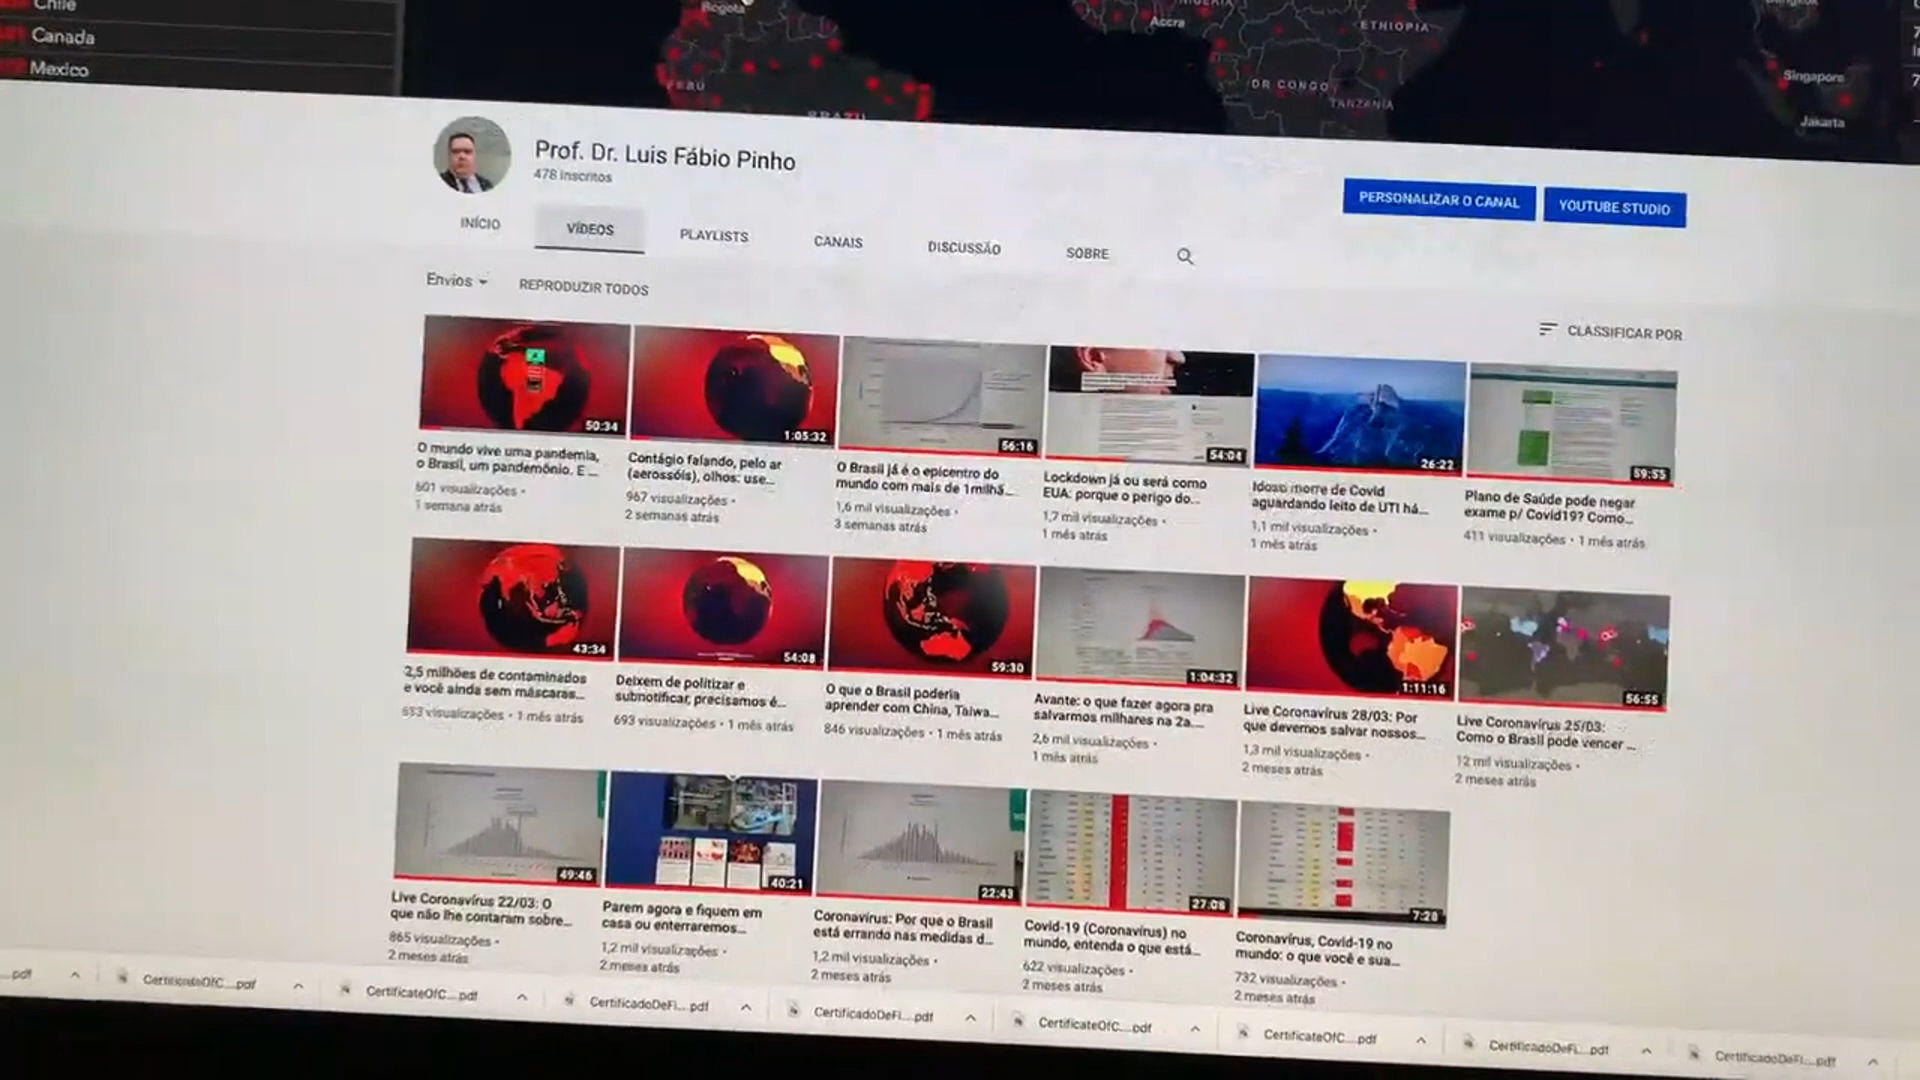 Chile
Canada
Mexico
Bogota
PERU
BRAZIL
Accra
NIGERIA
ETHIOPIA
DR CONGO
TANZANIA
Bangkok
Singapore
Jakarta
Prof. Dr. Luis Fábio Pinho
478 inscritos
PERSONALIZAR O CANAL
YOUTUBE STUDIO
INÍCIO
VÍDEOS
PLAYLISTS
CANAIS
DISCUSSÃO
SOBRE
Envios
REPRODUZIR TODOS
CLASSIFICAR POR
50:34
1:05:32
56:16
54:04
26:22
59:55
O mundo vive uma pandemia,
o Brasil, um pandemônio. E ...
601 visualizações •
1 semana atrás
Contágio falando, pelo ar
(aerossóis), olhos: use...
967 visualizações •
2 semanas atrás
O Brasil já é o epicentro do
mundo com mais de 1milhã...
1,6 mil visualizações •
3 semanas atrás
Lockdown já ou será como
EUA: porque o perigo do...
1,7 mil visualizações •
1 mês atrás
Idoso morre de Covid
aguardando leito de UTI há...
1,1 mil visualizações •
1 mês atrás
Plano de Saúde pode negar
exame p/ Covid19? Como...
411 visualizações • 1 mês atrás
43:34
54:08
59:30
1:04:32
1:11:16
56:55
2,5 milhões de contaminados
e você ainda sem máscaras...
visualizações • 1 mês atrás
Deixem de politizar e
subnotificar, precisamos é...
693 visualizações • 1 mês atrás
O que o Brasil poderia
aprender com China, Taiwa...
846 visualizações • 1 mês atrás
Avante: o que fazer agora pra
salvarmos milhares na 2a....
2,6 mil visualizações •
1 mês atrás
Live Coronavírus 28/03: Por
que devemos salvar nossos...
1,3 mil visualizações •
2 meses atrás
Live Coronavírus 25/03:
Como o Brasil pode vencer ...
12 mil visualizações •
2 meses atrás
49:46
40:21
22:43
27:08
7:28
Live Coronavírus 22/03: O
que não lhe contaram sobre...
865 visualizações •
2 meses atrás
Parem agora e fiquem em
casa ou enterraremos...
1,2 mil visualizações •
2 meses atrás
Coronavírus: Por que o Brasil
está errando nas medidas d...
1,2 mil visualizações •
2 meses atrás
Covid-19 (Coronavírus) no
mundo, entenda o que está...
622 visualizações •
2 meses atrás
Coronavírus, Covid-19 no
mundo: o que você e sua...
732 visualizações •
2 meses atrás
...pdf
CertificateOfC....pdf
CertificateOfC....pdf
CertificadoDeFi....pdf
CertificadoDeFi....pdf
CertificateOfC....pdf
CertificateOfC....pdf
CertificadoDeFi....pdf
CertificadoDeFi....pdf